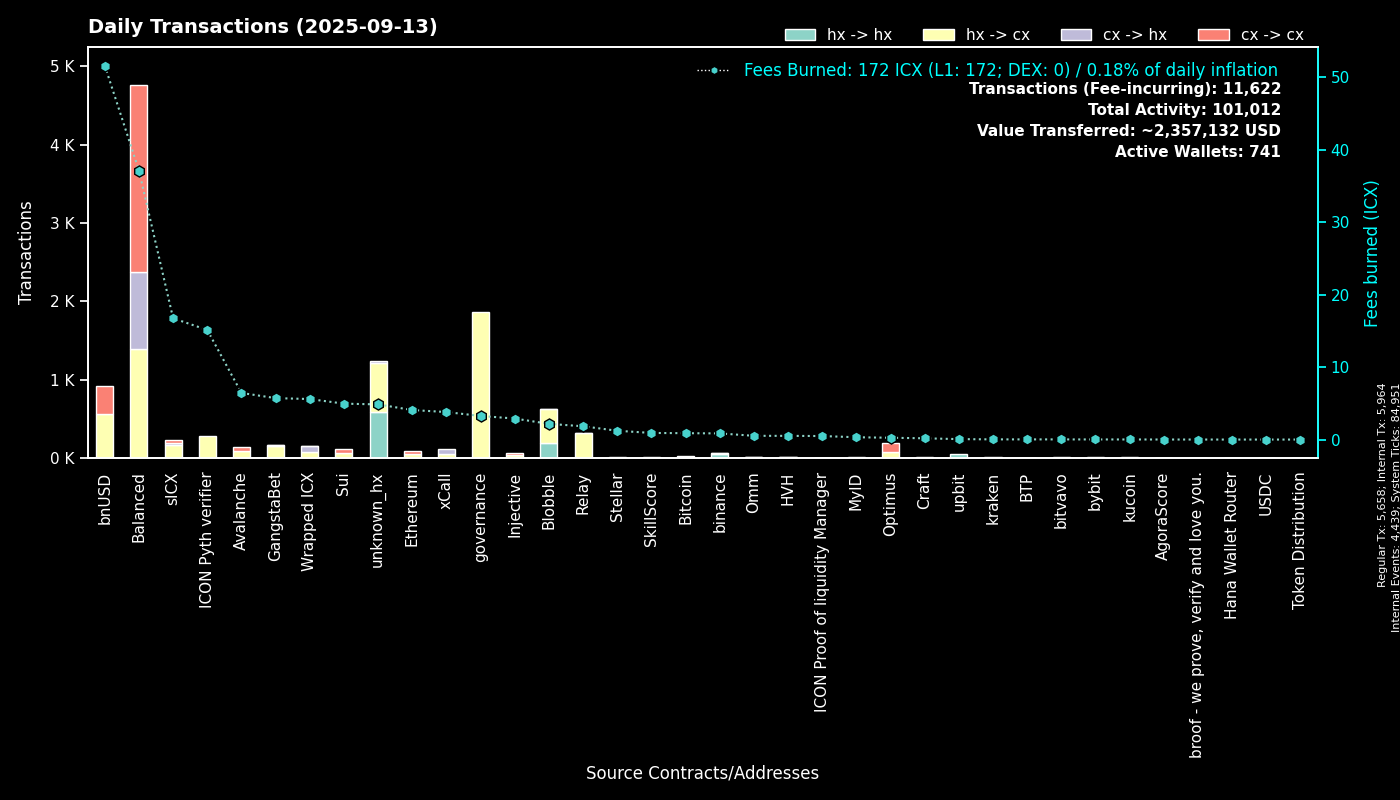 Daily Transactions (2025-09-13)
hx -> hx
hx -> cx
cx -> hx
cx -> cx
Fees Burned: 172 ICX (L1: 172; DEX: 0) / 0.18% of daily inflation
Transactions (Fee-incurring): 11,622
Total Activity: 101,012
Value Transferred: ~2,357,132 USD
Active Wallets: 741
Transactions
5 K
4 K
3 K
2 K
1 K
0 K
50
40
30
20
10
0
Fees burned (ICX)
Regular Tx: 5,658; Internal Tx: 5,964
Internal Events: 4,439; System Ticks: 84,951
bnUSD
Balanced
sICX
ICON Pyth verifier
Avalanche
GangstaBet
Wrapped ICX
Sui
unknown_hx
Ethereum
xCall
governance
Injective
Blobble
Relay
Stellar
SkillScore
Bitcoin
binance
Omm
HVH
ICON Proof of liquidity Manager
MyID
Optimus
Craft
upbit
kraken
BTP
bitvavo
bybit
kucoin
AgoraScore
broof - we prove, verify and love you.
Hana Wallet Router
USDC
Token Distribution
Source Contracts/Addresses